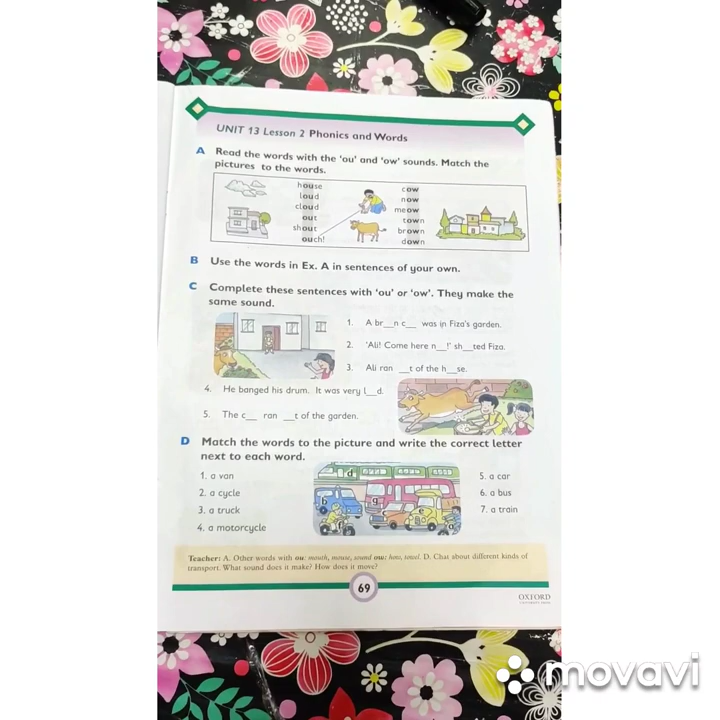 UNIT 13 Lesson 2 Phonics and Words
A Read the words with the 'ou' and 'ow' sounds. Match the
pictures to the words.
house
loud
cloud
out
shout
ouch!
cow
now
meow
town
brown
down
B Use the words in Ex. A in sentences of your own.
C Complete these sentences with 'ou' or 'ow'. They make the
same sound.
1. A br__n c__ was in Fiza's garden.
2. 'Ali! Come here n__!' sh__ted Fiza.
3. Ali ran __t of the h__se.
4. He banged his drum. It was very l__d.
5. The c__ ran __t of the garden.
D Match the words to the picture and write the correct letter
next to each word.
1. a van
2. a cycle
3. a truck
4. a motorcycle
d
b
g
e
f
5. a car
6. a bus
7. a train
Teacher: A. Other words with ou: mouth, mouse, sound ow: how, towel. D. Chat about different kinds of
transport. What sound does it make? How does it move?
69
OXFORD
UNIVERSITY PRESS
movavi